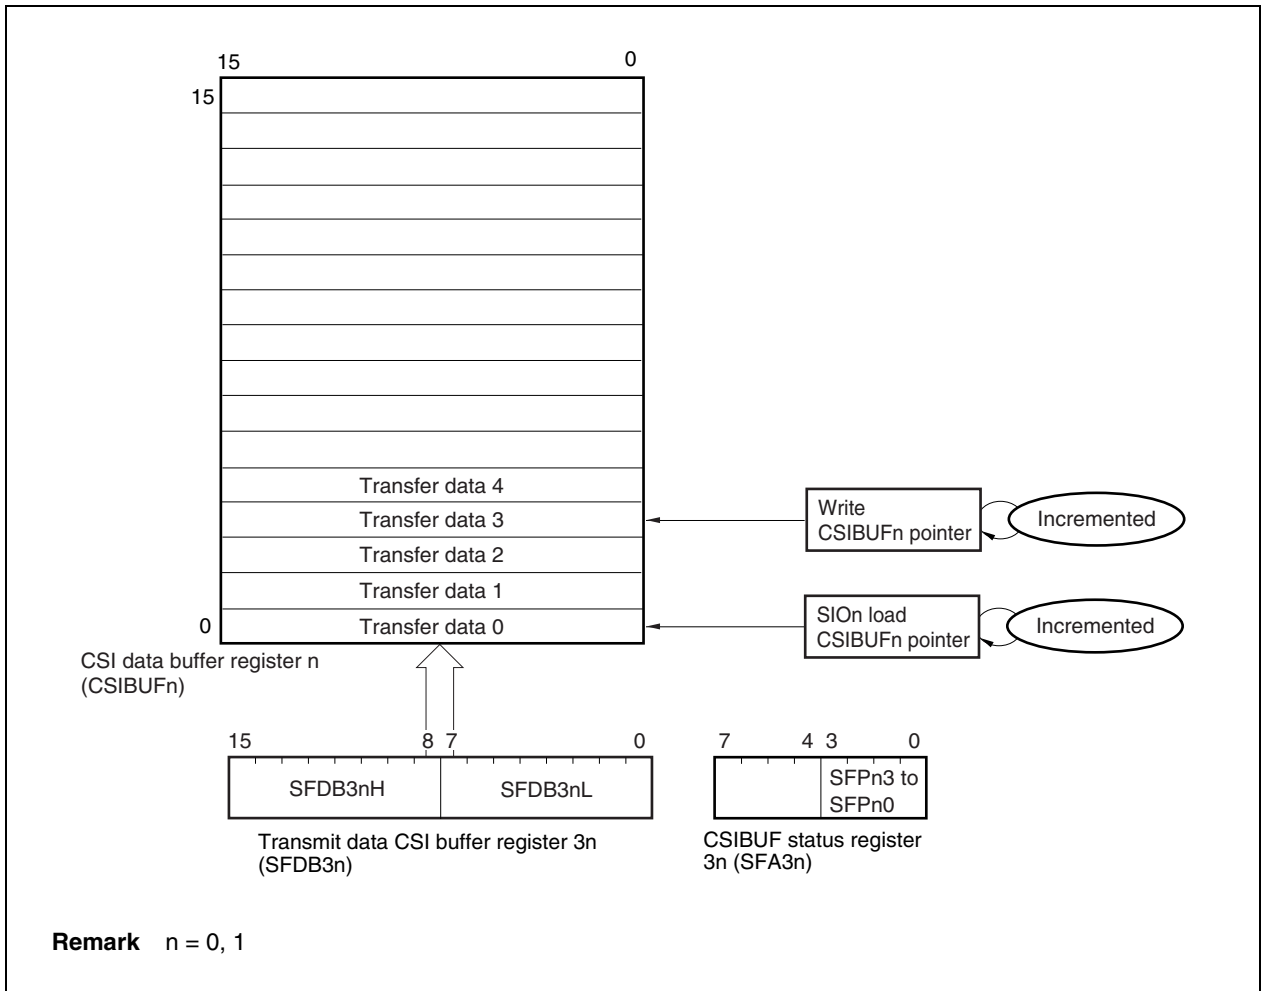 15 0
15
Transfer data 4
Transfer data 3
Transfer data 2
Transfer data 1
0 Transfer data 0
Write
CSIBUFn pointer
Incremented
SIOn load
CSIBUFn pointer
Incremented
CSI data buffer register n
(CSIBUFn)
15 8 7 0
SFDB3nH SFDB3nL
Transmit data CSI buffer register 3n
(SFDB3n)
7 4 3 0
SFPn3 to
SFPn0
CSIBUF status register
3n (SFA3n)
Remark n = 0, 1